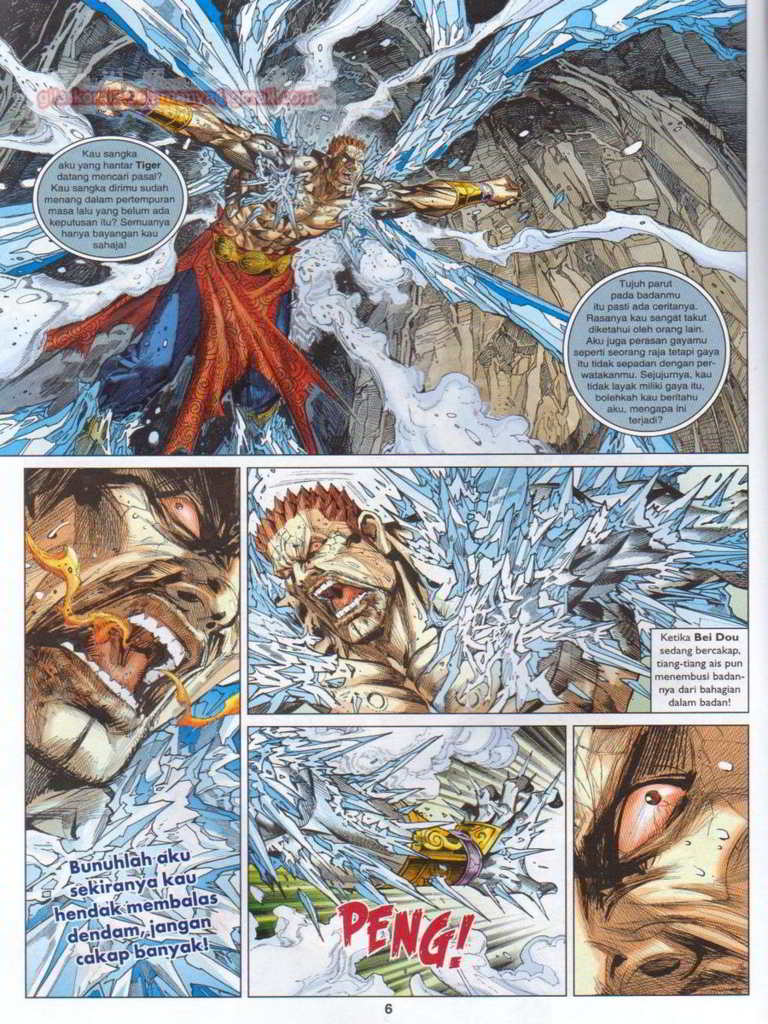 Kau sangka
aku yang hantar Tiger
datang mencari pasal?
Kau sangka dirimu sudah
menang dalam pertempuran
masa lalu yang belum ada
keputusan itu? Semuanya
hanya bayangan kau
sahaja!
Tujuh parut
pada badanmu
itu pasti ada ceritanya.
Rasanya kau sangat takut
diketahui oleh orang lain.
Aku juga perasan gayamu
seperti seorang raja tetapi gaya
itu tidak sepadan dengan per-
watakanmu. Sejujurnya, kau
tidak layak miliki gaya itu,
bolehkah kau beritahu
aku, mengapa ini
terjadi?
Ketika Bei Dou
sedang bercakap,
tiang-tiang ais pun
menembusi badan-
nya dari bahagian
dalam badan!
Bunuhlah aku
sekiranya kau
hendak membalas
dendam, jangan
cakap banyak!
PENG!
6